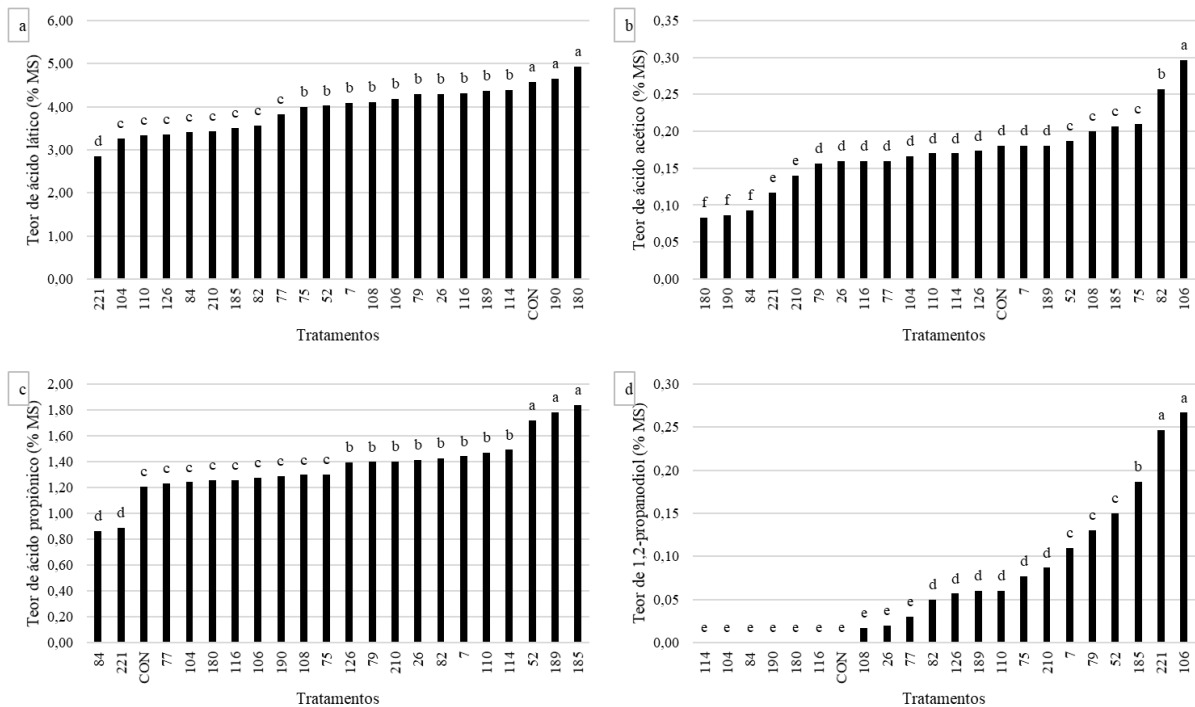 a
Teor de ácido lático (% MS)
6,00
5,00
4,00
3,00
2,00
1,00
0,00
d c c c c c c c c b b b b b b b b b b a a a
221 104 110 126 84 210 185 82 77 75 52 7 108 106 79 26 116 189 114 CON 190 180
Tratamentos
b
Teor de ácido acético (% MS)
0,35
0,30
0,25
0,20
0,15
0,10
0,05
0,00
f f f e e d d d d d d d d d d d c c c c b a
180 190 84 221 210 79 26 116 77 104 110 114 126 CON 7 189 52 108 185 75 82 106
Tratamentos
c
Teor de ácido propiônico (% MS)
2,00
1,80
1,60
1,40
1,20
1,00
0,80
0,60
0,40
0,20
0,00
d d c c c c c c c c c b b b b b b b b a a a
84 221 CON 77 104 180 116 106 190 108 75 126 79 210 26 82 7 110 114 52 189 185
Tratamentos
d
Teor de 1,2-propanodiol (% MS)
0,30
0,25
0,20
0,15
0,10
0,05
0,00
e e e e e e e e e e d d d d d d c c c b a a
114 104 84 190 180 116 CON 108 26 77 82 126 189 110 75 210 7 79 52 185 221 106
Tratamentos